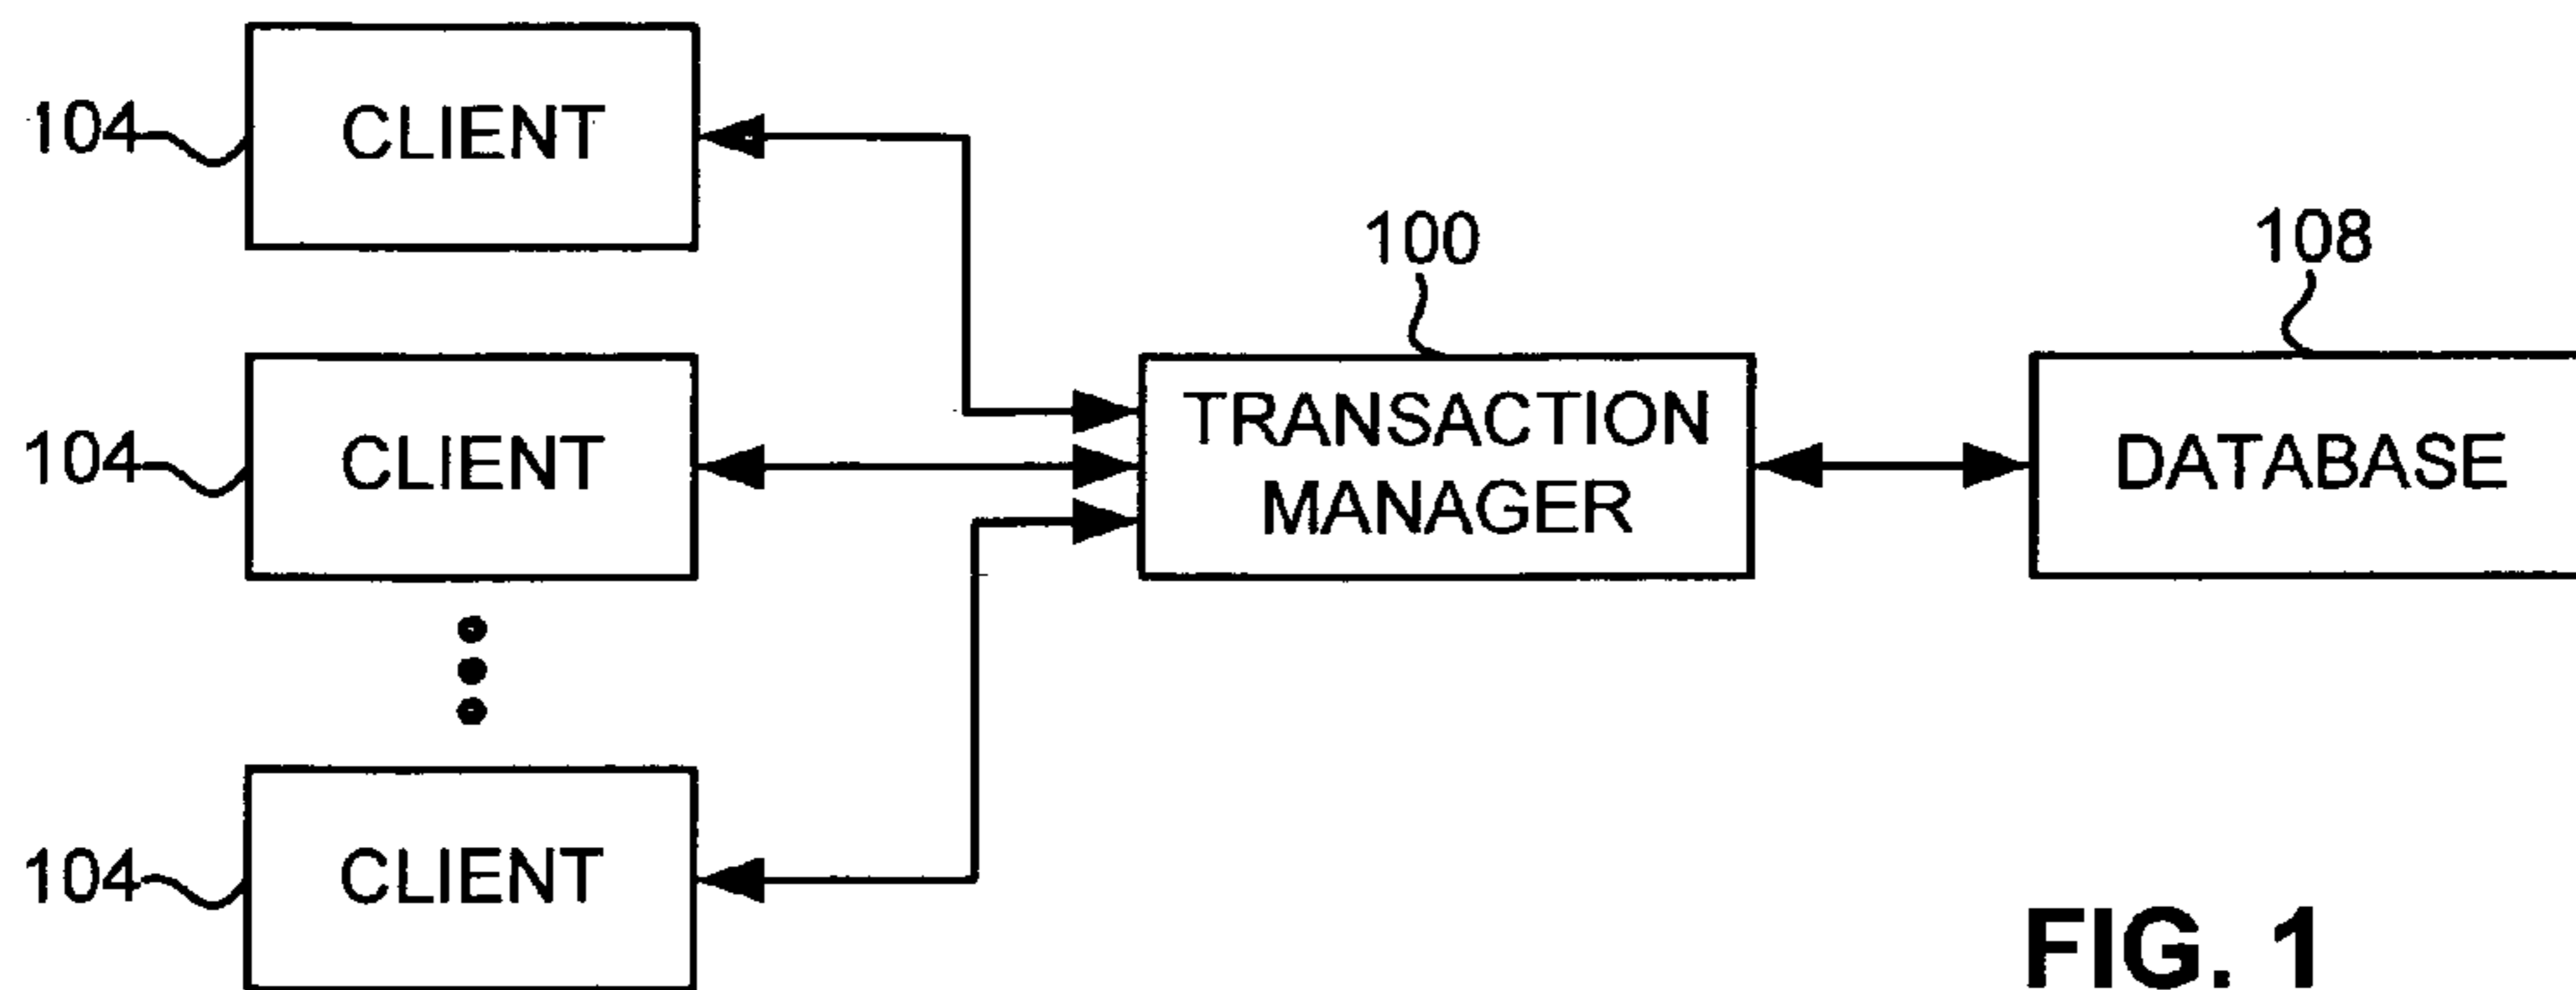 104
CLIENT
100
108
104
CLIENT
TRANSACTION
MANAGER
DATABASE
104
CLIENT
FIG. 1